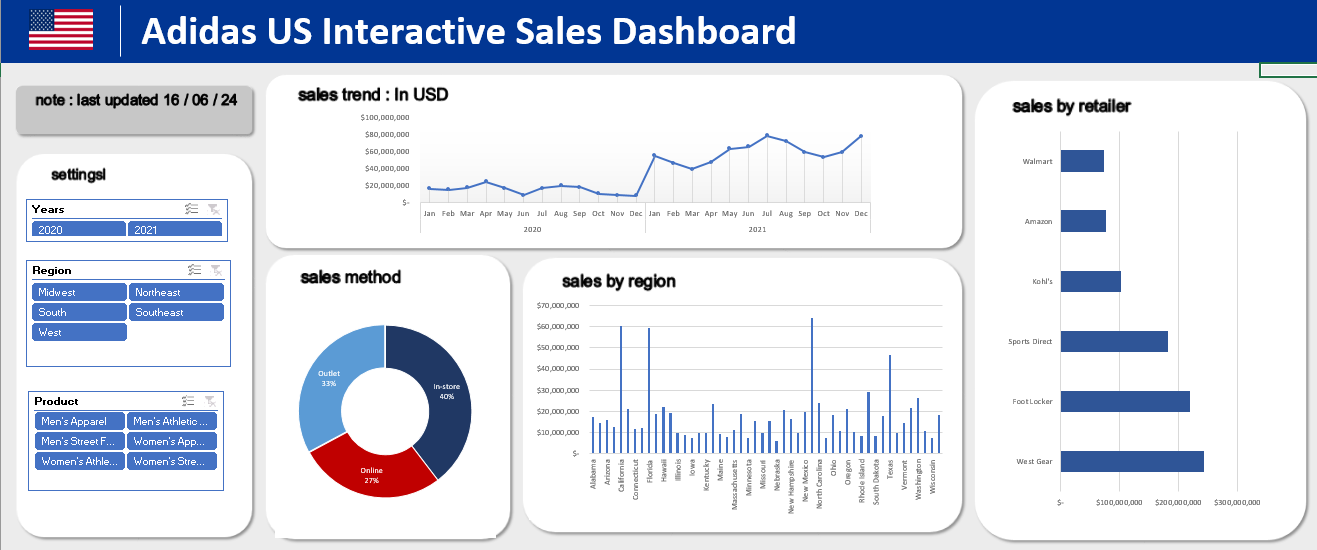 Adidas US Interactive Sales Dashboard
note : last updated 16 / 06 / 24
settingsl
Years
2020 2021
Region
Midwest Northeast
South Southeast
West
Product
Men's Apparel Men's Athletic ...
Men's Street F... Women's App...
Women's Athle... Women's Stre...
sales trend : In USD
$100,000,000
$80,000,000
$60,000,000
$40,000,000
$20,000,000
$-
Jan Feb Mar Apr May Jun Jul Aug Sep Oct Nov Dec Jan Feb Mar Apr May Jun Jul Aug Sep Oct Nov Dec
2020 2021
sales method
Outlet
33%
In-store
40%
Online
27%
sales by region
$70,000,000
$60,000,000
$50,000,000
$40,000,000
$30,000,000
$20,000,000
$10,000,000
$-
Alabama
Arizona
California
Connecticut
Florida
Hawaii
Illinois
Iowa
Kentucky
Maine
Massachusetts
Minnesota
Missouri
Nebraska
New Hampshire
New Mexico
North Carolina
Ohio
Oregon
Rhode Island
South Dakota
Texas
Vermont
Washington
Wisconsin
sales by retailer
Walmart
Amazon
Kohl's
Sports Direct
Foot Locker
West Gear
$- $100,000,000 $200,000,000 $300,000,000